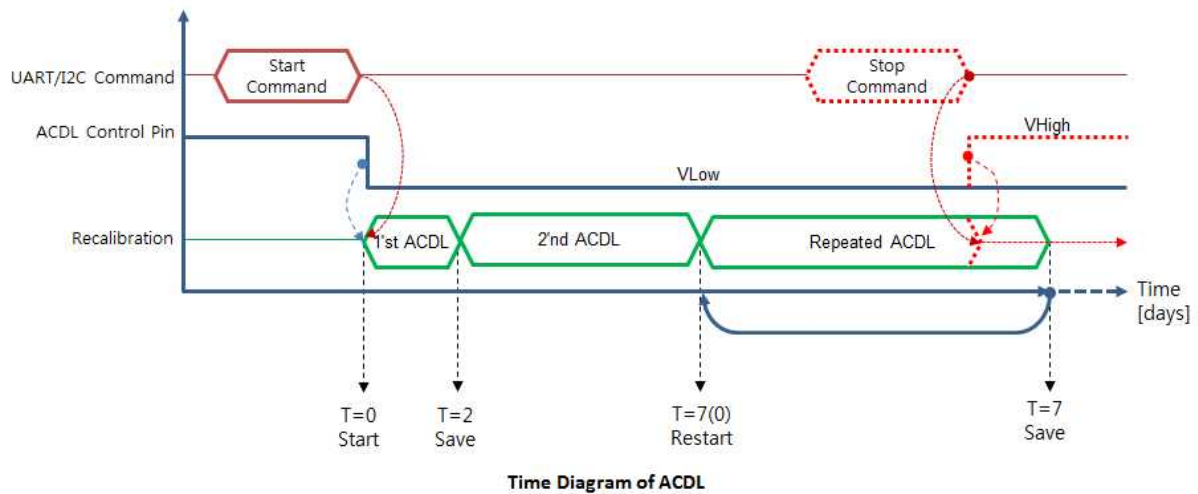 Start
Command
Stop
Command
UART/I2C Command
ACDL Control Pin
VHigh
VLow
Recalibration
1'st ACDL
2'nd ACDL
Repeated ACDL
Time
[days]
T=0
Start
T=2
Save
T=7(0)
Restart
T=7
Save
Time Diagram of ACDL